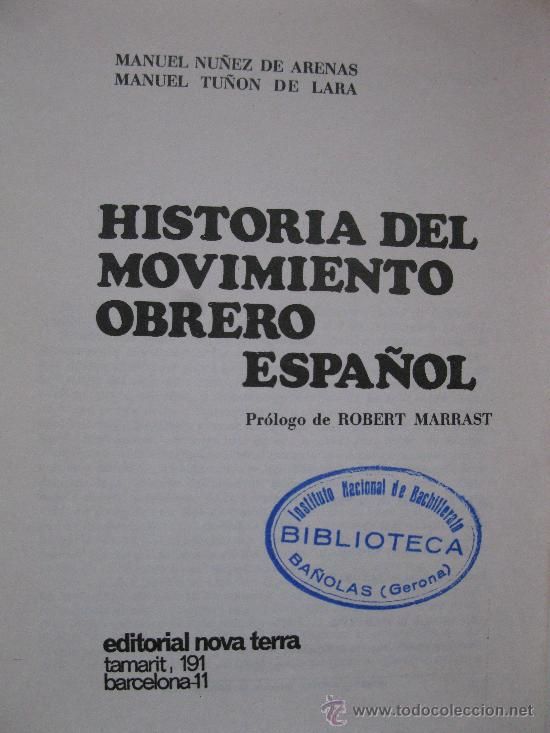 MANUEL NUÑEZ DE ARENAS
MANUEL TUÑON DE LARA
HISTORIA DEL
MOVIMIENTO
OBRERO
ESPAÑOL
Prólogo de ROBERT MARRAST
Instituto Nacional de Bachillerato
BIBLIOTECA
BAÑOLAS (Gerona)
editorial nova terra
tamarit, 191
barcelona-11
www.todocoleccion.net